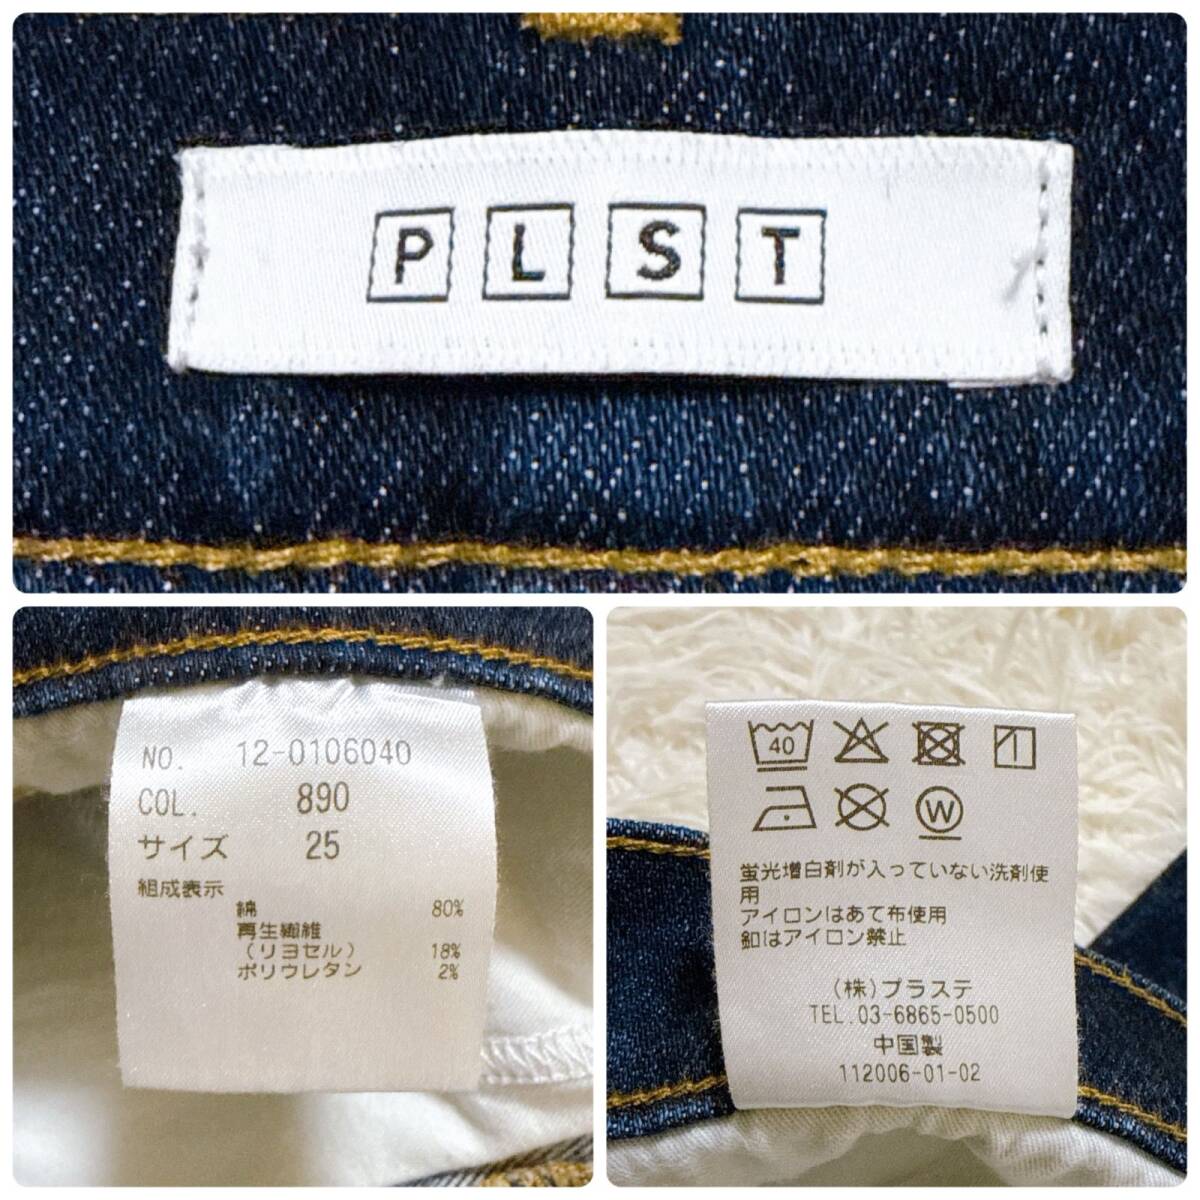 PLST
NO. 12-0106040
COL. 890
サイズ 25
組成表示
綿 80%
再生繊維
(リヨセル) 18%
ポリウレタン 2%
40
W
蛍光増白剤が入っていない洗剤使
用
アイロンはあて布使用
釦はアイロン禁止
(株)プラステ
TEL.03-6865-0500
中国製
112006-01-02